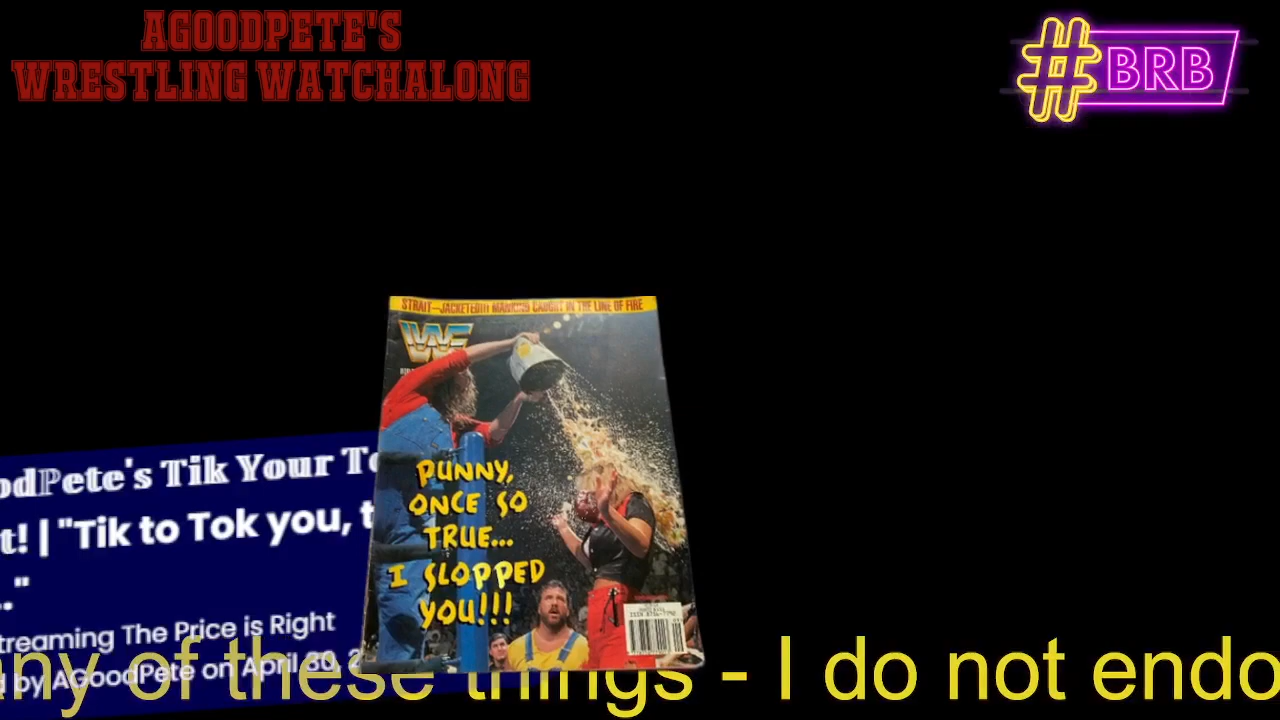 AGOODPETE'S
WRESTLING WATCHALONG
#BRB
STRAIT-JACKETED!!! MANKIND CAUGHT IN THE LINE OF FIRE
WF
PUNNY,
ONCE SO
TRUE...
I SLOPPED
YOU!!!
odPete's Tik Your To
t! | "Tik to Tok you, t
.."
treaming The Price is Right
d by AGoodPete on April 30, 2
any of these things - I do not endo